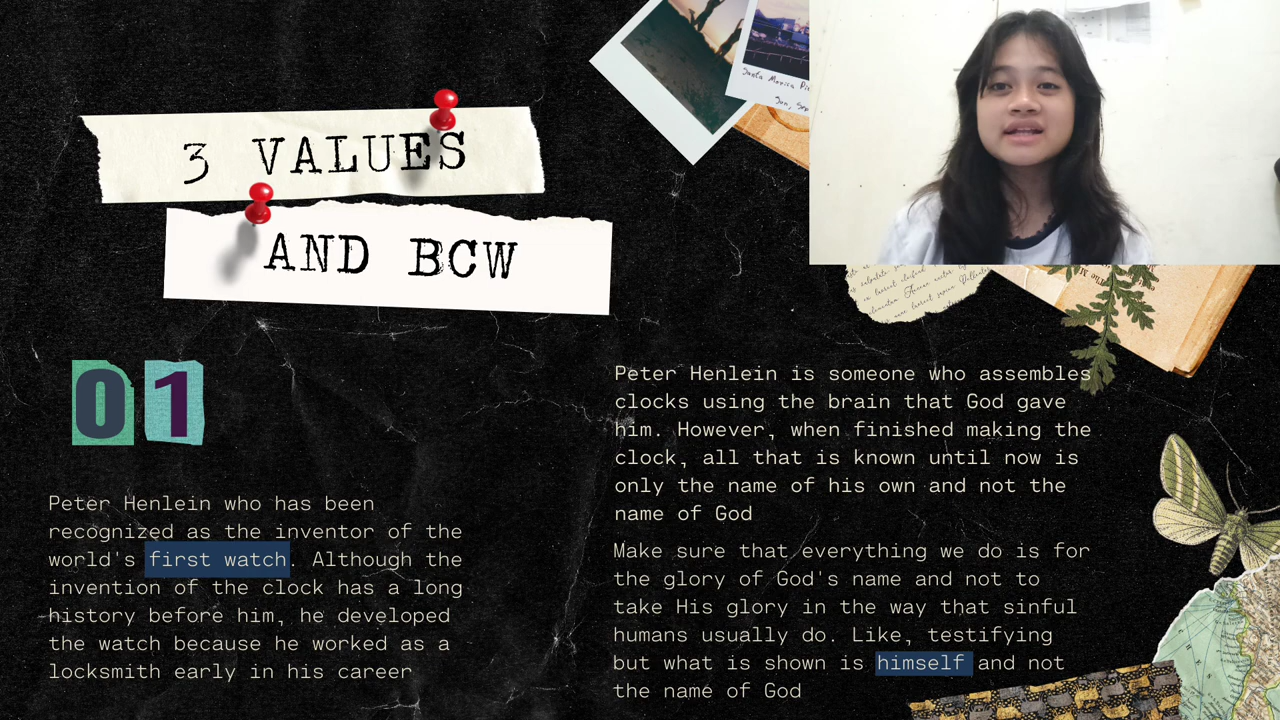 3 VALUES
AND BCW
Santa Monica
Jan, Sep
01
Peter Henlein who has been
recognized as the inventor of the
world's first watch. Although the
invention of the clock has a long
history before him, he developed
the watch because he worked as a
locksmith early in his career
Peter Henlein is someone who assembles
clocks using the brain that God gave
him. However, when finished making the
clock, all that is known until now is
only the name of his own and not the
name of God
Make sure that everything we do is for
the glory of God's name and not to
take His glory in the way that sinful
humans usually do. Like, testifying
but what is shown is himself and not
the name of God